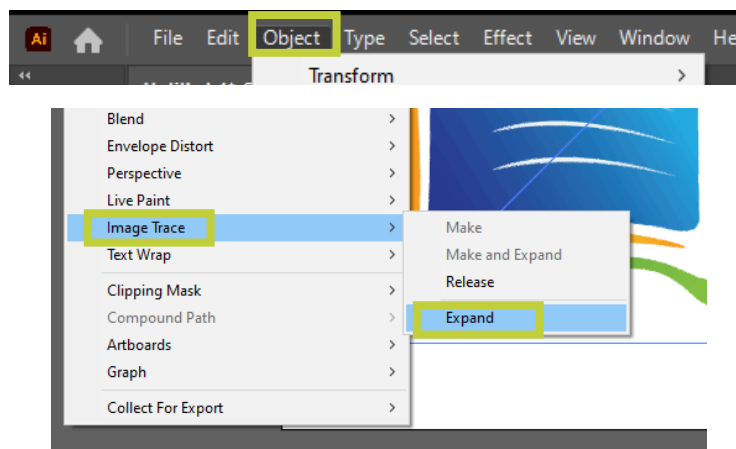 Ai File Edit Object Type Select Effect View Window He
Transform
Blend
Envelope Distort
Perspective
Live Paint
Image Trace
Make
Text Wrap
Make and Expand
Release
Clipping Mask
Compound Path
Expand
Artboards
Graph
Collect For Export